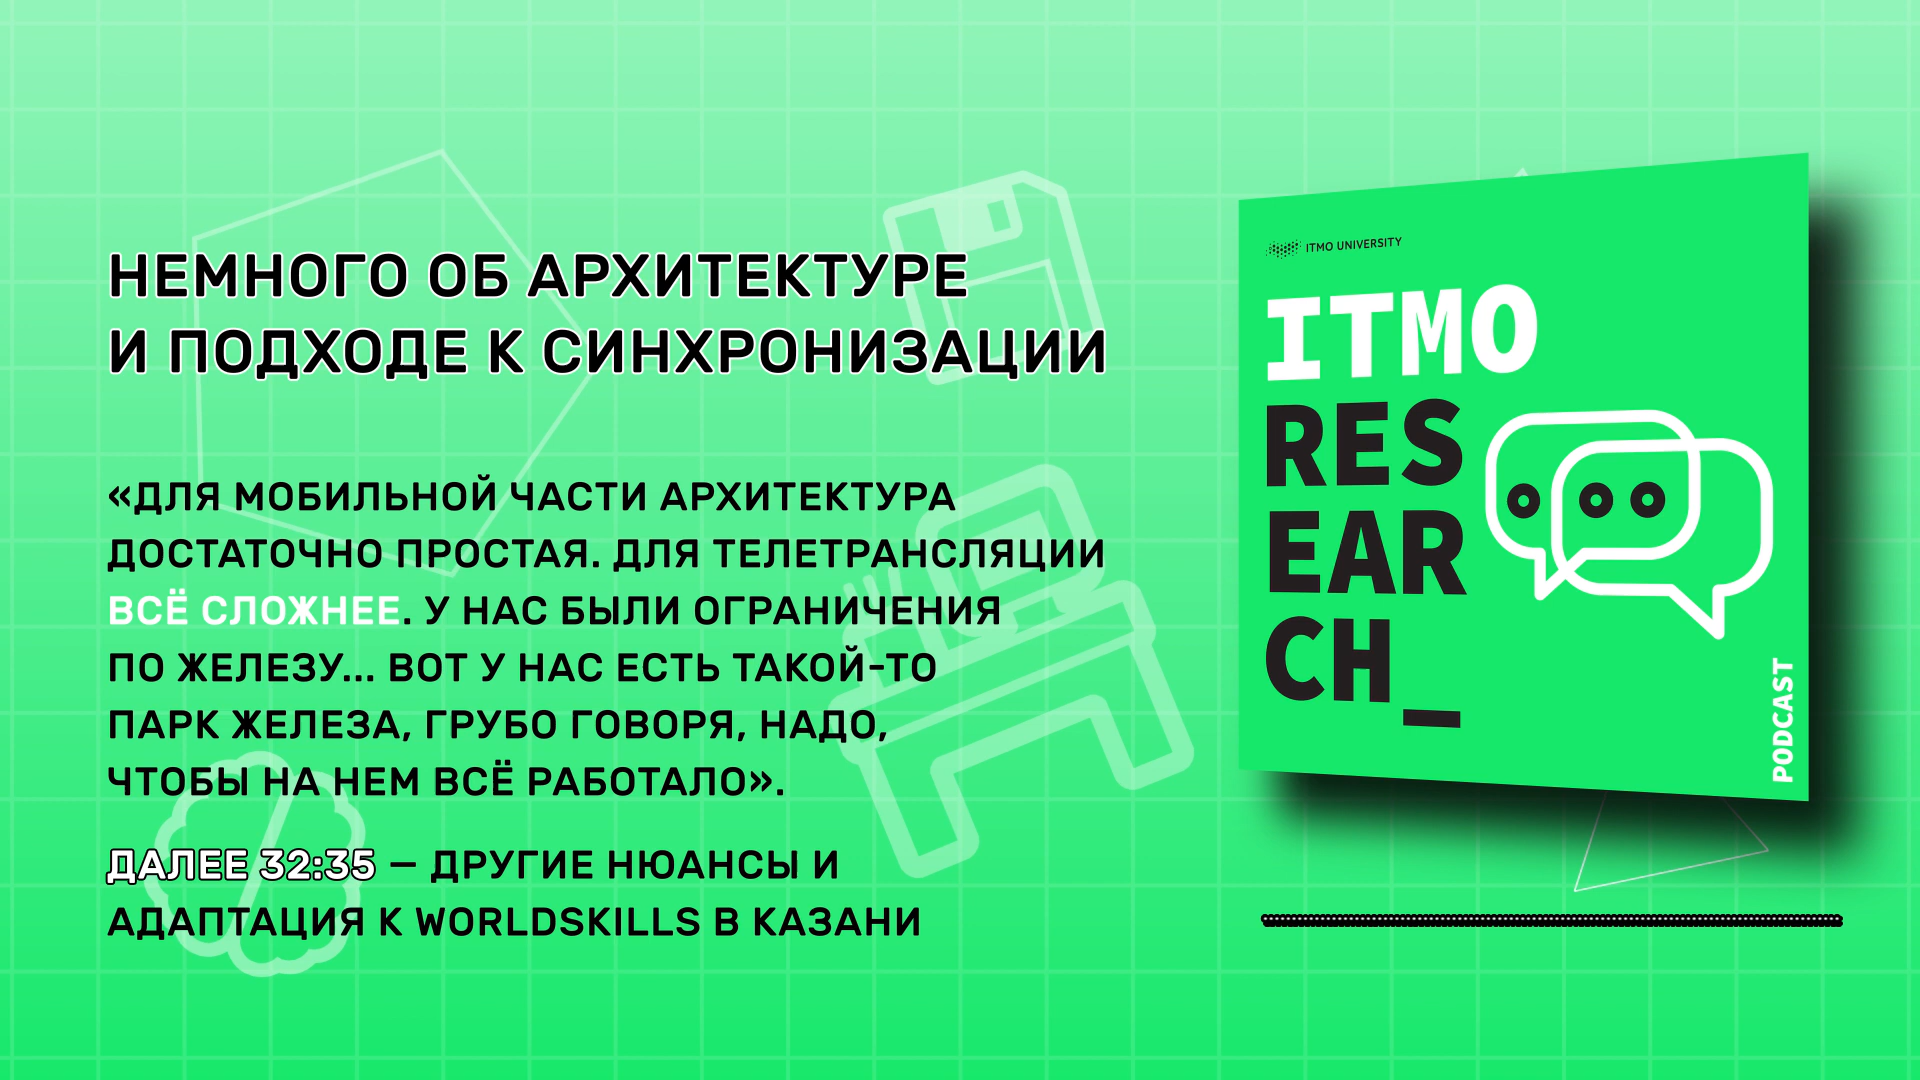 НЕМНОГО ОБ АРХИТЕКТУРЕ
И ПОДХОДЕ К СИНХРОНИЗАЦИИ
«ДЛЯ МОБИЛЬНОЙ ЧАСТИ АРХИТЕКТУРА
ДОСТАТОЧНО ПРОСТАЯ. ДЛЯ ТЕЛЕТРАНСЛЯЦИИ
ВСЁ СЛОЖНЕЕ. У НАС БЫЛИ ОГРАНИЧЕНИЯ
ПО ЖЕЛЕЗУ... ВОТ У НАС ЕСТЬ ТАКОЙ-ТО
ПАРК ЖЕЛЕЗА, ГРУБО ГОВОРЯ, НАДО,
ЧТОБЫ НА НЕМ ВСЁ РАБОТАЛО».
ДАЛЕЕ 32:35 — ДРУГИЕ НЮАНСЫ И
АДАПТАЦИЯ К WORLDSKILLS В КАЗАНИ
ITMO UNIVERSITY
ITMO
RES
EAR
CH_
PODCAST